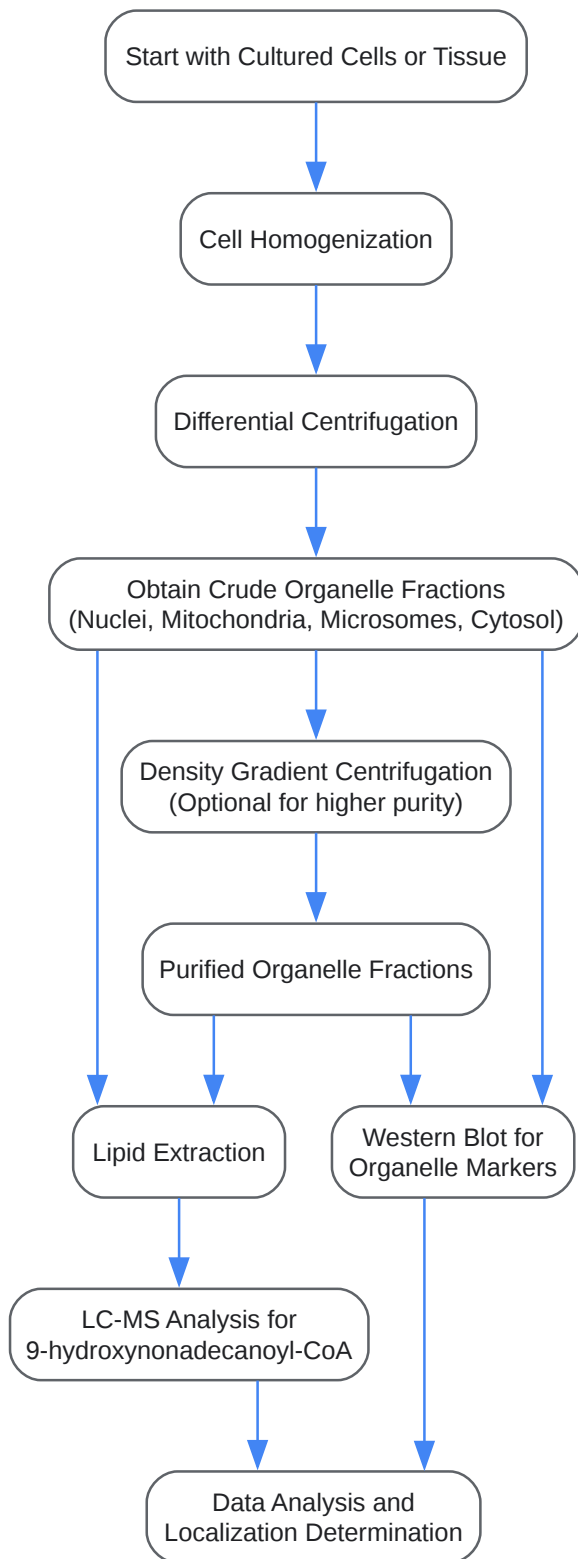 Start with Cultured Cells or Tissue
Cell Homogenization
Differential Centrifugation
Obtain Crude Organelle Fractions
(Nuclei, Mitochondria, Microsomes, Cytosol)
Density Gradient Centrifugation
(Optional for higher purity)
Purified Organelle Fractions
Lipid Extraction
Western Blot for
Organelle Markers
LC-MS Analysis for
9-hydroxynonadecanoyl-CoA
Data Analysis and
Localization Determination